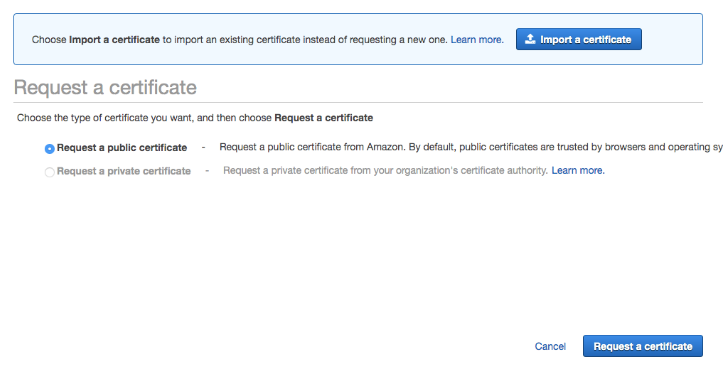 Choose Import a certificate to import an existing certificate instead of requesting a new one. Learn more. Import a certificate
Request a certificate
Choose the type of certificate you want, and then choose Request a certificate
Request a public certificate - Request a public certificate from Amazon. By default, public certificates are trusted by browsers and operating sy
Request a private certificate - Request a private certificate from your organization's certificate authority. Learn more.
Cancel Request a certificate